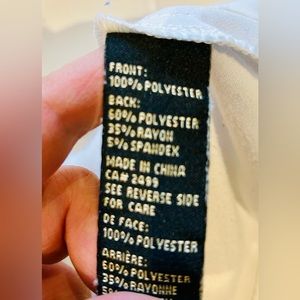 FRONT:
100% POLYESTER
BACK:
60% POLYESTER
35% RAYON
5% SPANDEX
MADE IN CHINA
CA# 2499
SEE REVERSE SIDE
FOR CARE
DE FACE:
100% POLYESTER
ARRIÈRE:
60% POLYESTER
35% RAYONNE